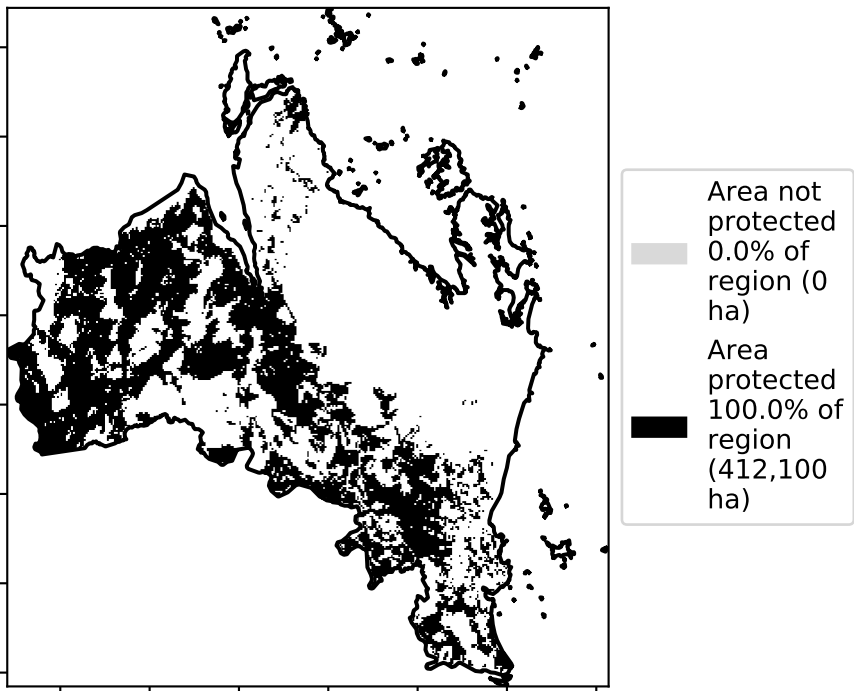 Area not
protected
0.0% of
region (0
ha)
Area
protected
100.0% of
region
(412,100
ha)